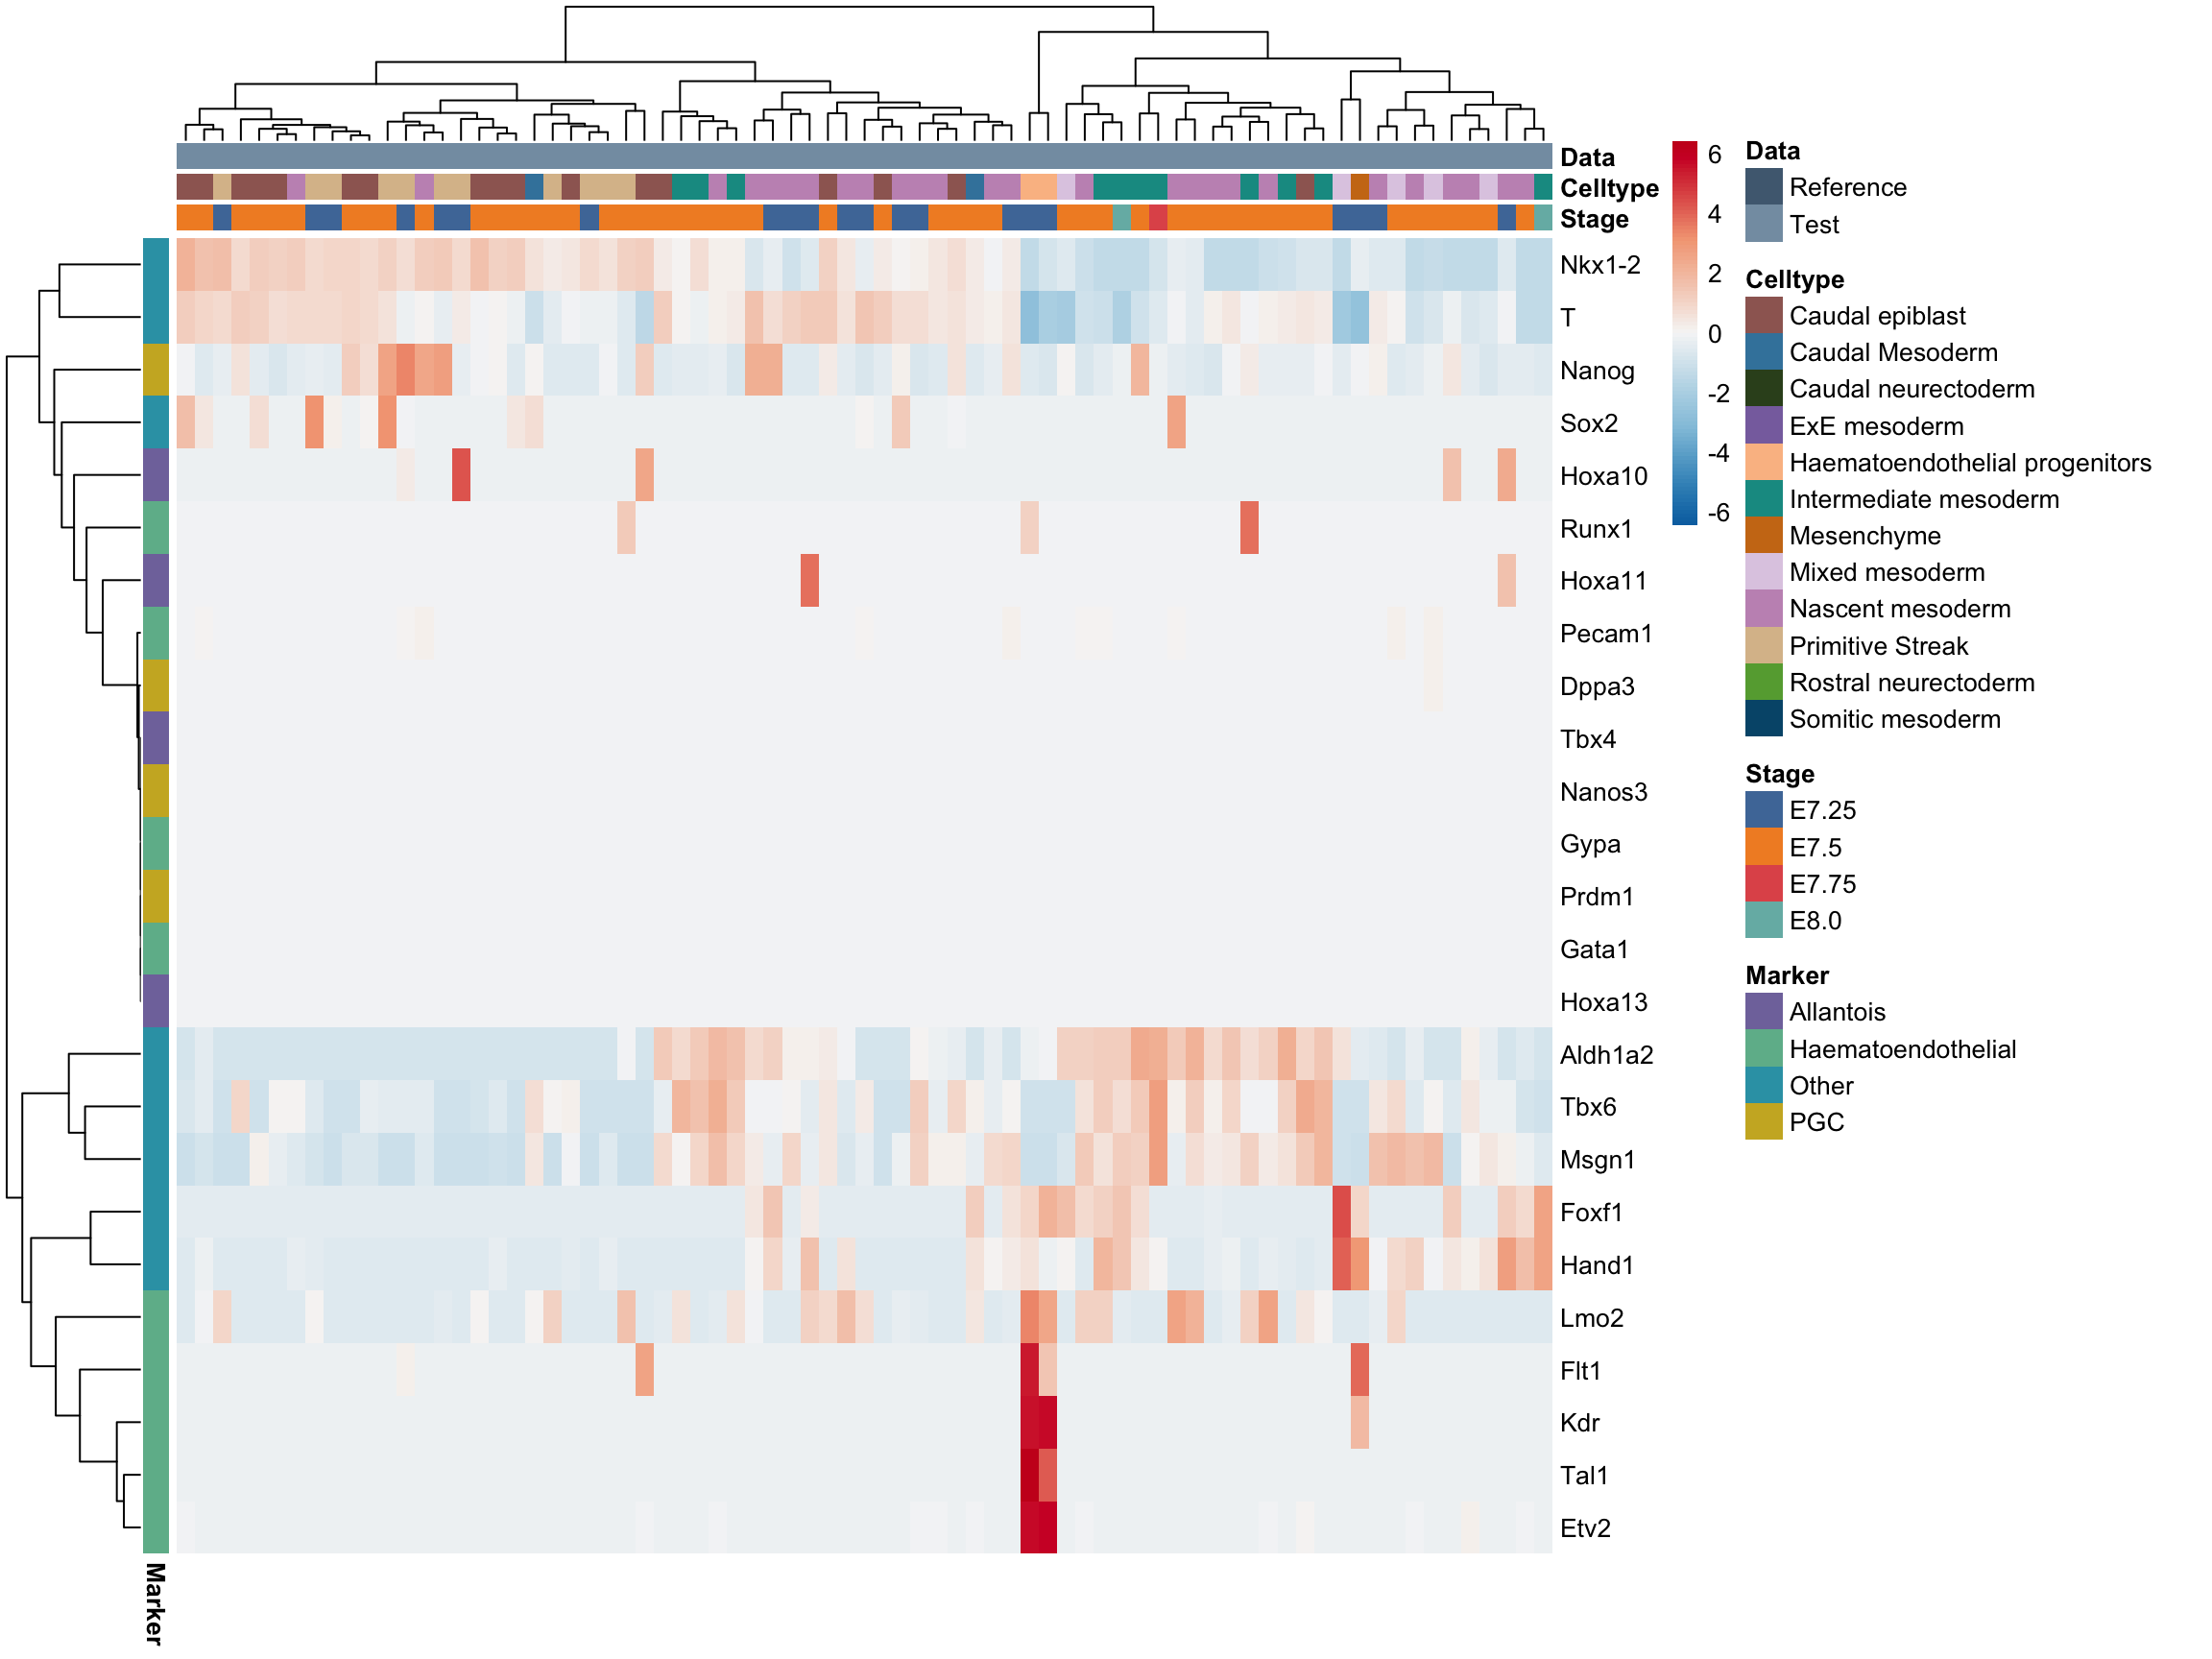 Data
Celltype
Stage
Nkx1-2
T
Nanog
Sox2
Hoxa10
Runx1
Hoxa11
Pecam1
Dppa3
Tbx4
Nanos3
Gypa
Prdm1
Gata1
Hoxa13
Aldh1a2
Tbx6
Msgn1
Foxf1
Hand1
Lmo2
Flt1
Kdr
Tal1
Etv2
Marker
6
4
2
0
-2
-4
-6
Data
Reference
Test
Celltype
Caudal epiblast
Caudal Mesoderm
Caudal neurectoderm
ExE mesoderm
Haematoendothelial progenitors
Intermediate mesoderm
Mesenchyme
Mixed mesoderm
Nascent mesoderm
Primitive Streak
Rostral neurectoderm
Somitic mesoderm
Stage
E7.25
E7.5
E7.75
E8.0
Marker
Allantois
Haematoendothelial
Other
PGC